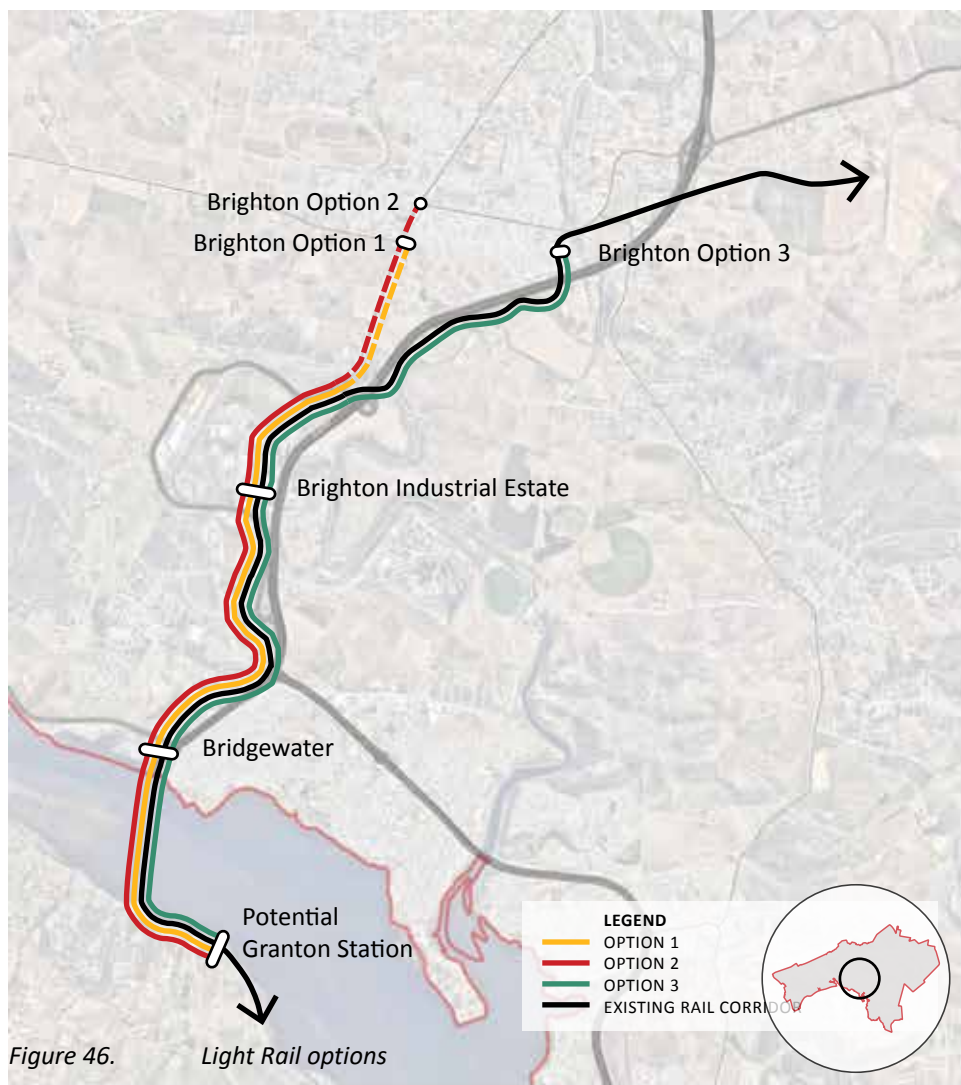 Brighton Option 2
Brighton Option 1
Brighton Option 3
Brighton Industrial Estate
Bridgewater
Potential
Granton Station
LEGEND
OPTION 1
OPTION 2
OPTION 3
EXISTING RAIL CORRIDOR
Figure 46. Light Rail options